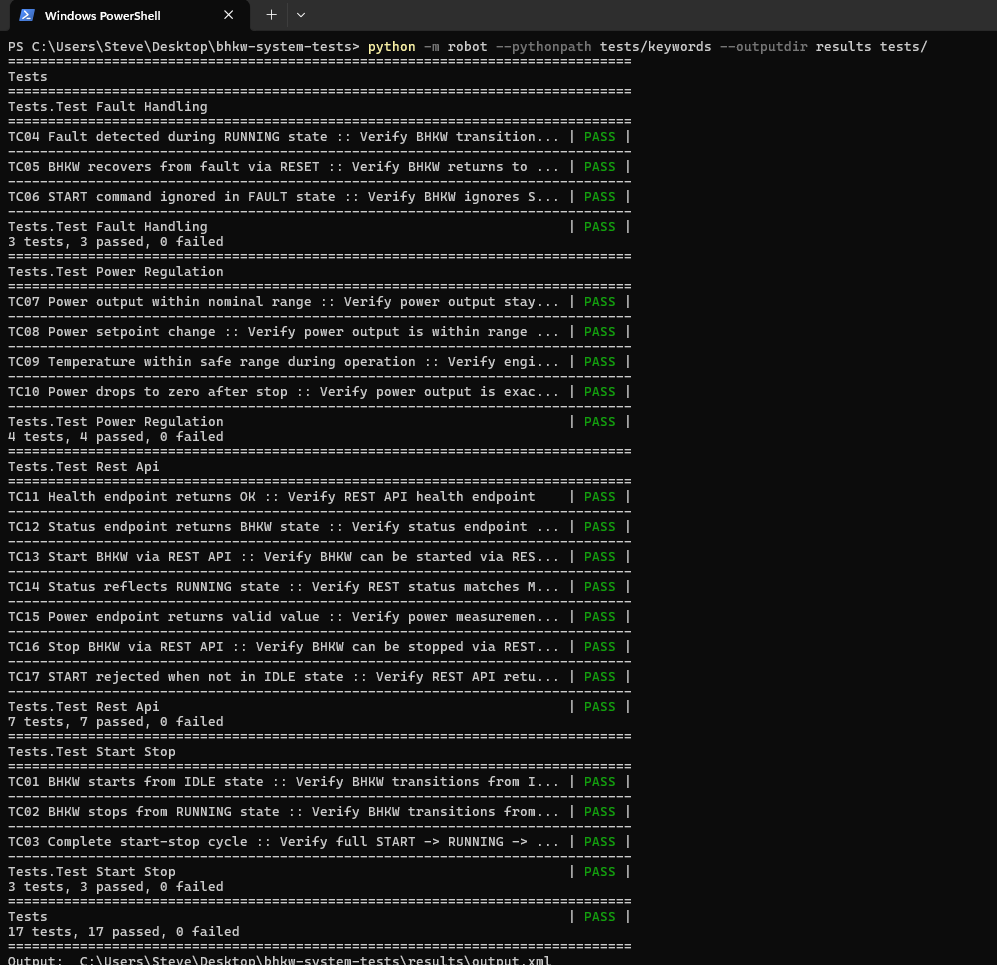 Windows PowerShell
PS C:\Users\Steve\Desktop\bhkw-system-tests> python -m robot --pythonpath tests/keywords --outputdir results tests/
==============================================================================
Tests
==============================================================================
Tests.Test Fault Handling
==============================================================================
TC04 Fault detected during RUNNING state :: Verify BHKW transition... | PASS |
------------------------------------------------------------------------------
TC05 BHKW recovers from fault via RESET :: Verify BHKW returns to ... | PASS |
------------------------------------------------------------------------------
TC06 START command ignored in FAULT state :: Verify BHKW ignores S... | PASS |
------------------------------------------------------------------------------
Tests.Test Fault Handling                                             | PASS |
3 tests, 3 passed, 0 failed
==============================================================================
Tests.Test Power Regulation
==============================================================================
TC07 Power output within nominal range :: Verify power output stay... | PASS |
------------------------------------------------------------------------------
TC08 Power setpoint change :: Verify power output is within range ... | PASS |
------------------------------------------------------------------------------
TC09 Temperature within safe range during operation :: Verify engi... | PASS |
------------------------------------------------------------------------------
TC10 Power drops to zero after stop :: Verify power output is exac... | PASS |
------------------------------------------------------------------------------
Tests.Test Power Regulation                                           | PASS |
4 tests, 4 passed, 0 failed
==============================================================================
Tests.Test Rest Api
==============================================================================
TC11 Health endpoint returns OK :: Verify REST API health endpoint    | PASS |
------------------------------------------------------------------------------
TC12 Status endpoint returns BHKW state :: Verify status endpoint ... | PASS |
------------------------------------------------------------------------------
TC13 Start BHKW via REST API :: Verify BHKW can be started via RES... | PASS |
------------------------------------------------------------------------------
TC14 Status reflects RUNNING state :: Verify REST status matches M... | PASS |
------------------------------------------------------------------------------
TC15 Power endpoint returns valid value :: Verify power measuremen... | PASS |
------------------------------------------------------------------------------
TC16 Stop BHKW via REST API :: Verify BHKW can be stopped via REST... | PASS |
------------------------------------------------------------------------------
TC17 START rejected when not in IDLE state :: Verify REST API retu... | PASS |
------------------------------------------------------------------------------
Tests.Test Rest Api                                                   | PASS |
7 tests, 7 passed, 0 failed
==============================================================================
Tests.Test Start Stop
==============================================================================
TC01 BHKW starts from IDLE state :: Verify BHKW transitions from I... | PASS |
------------------------------------------------------------------------------
TC02 BHKW stops from RUNNING state :: Verify BHKW transitions from... | PASS |
------------------------------------------------------------------------------
TC03 Complete start-stop cycle :: Verify full START -> RUNNING -> ... | PASS |
------------------------------------------------------------------------------
Tests.Test Start Stop                                                 | PASS |
3 tests, 3 passed, 0 failed
==============================================================================
Tests                                                                 | PASS |
17 tests, 17 passed, 0 failed
==============================================================================
Output:  C:\Users\Steve\Desktop\bhkw-system-tests\results\output.xml